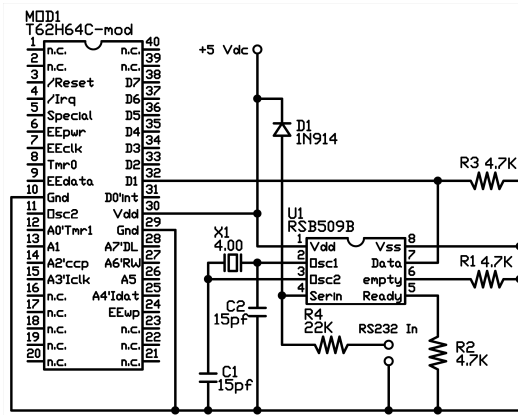 MOD1
T62H64C-mod
1 n.c. n.c. 40
2 n.c. n.c. 39
3 /Reset D7 38
4 /Irq D6 37
5 Special D5 36
6 EEpwr D4 35
7 EEclk D3 34
8 Tmr0 D2 33
9 EEdata D1 32
10 Gnd D0'Int 31
11 Osc2 Vdd 30
12 A0'Tmr1 Gnd 29
13 A1 A7'DL 28
14 A2'ccp A6'RW 27
15 A3'Iclk A5 26
16 n.c. A4'Idat 25
17 n.c. EEwp 24
18 n.c. n.c. 23
19 n.c. n.c. 22
20 n.c. n.c. 21
+5 Vdc
D1
1N914
R3 4.7K
U1
RSB509B
1 Vdd Vss 8
2 Osc1 Data 7
3 Osc2 empty 6
4 Serin Ready 5
X1
4.00
R1 4.7K
C2
15pf
R4
22K
RS232 In
R2
4.7K
C1
15pf